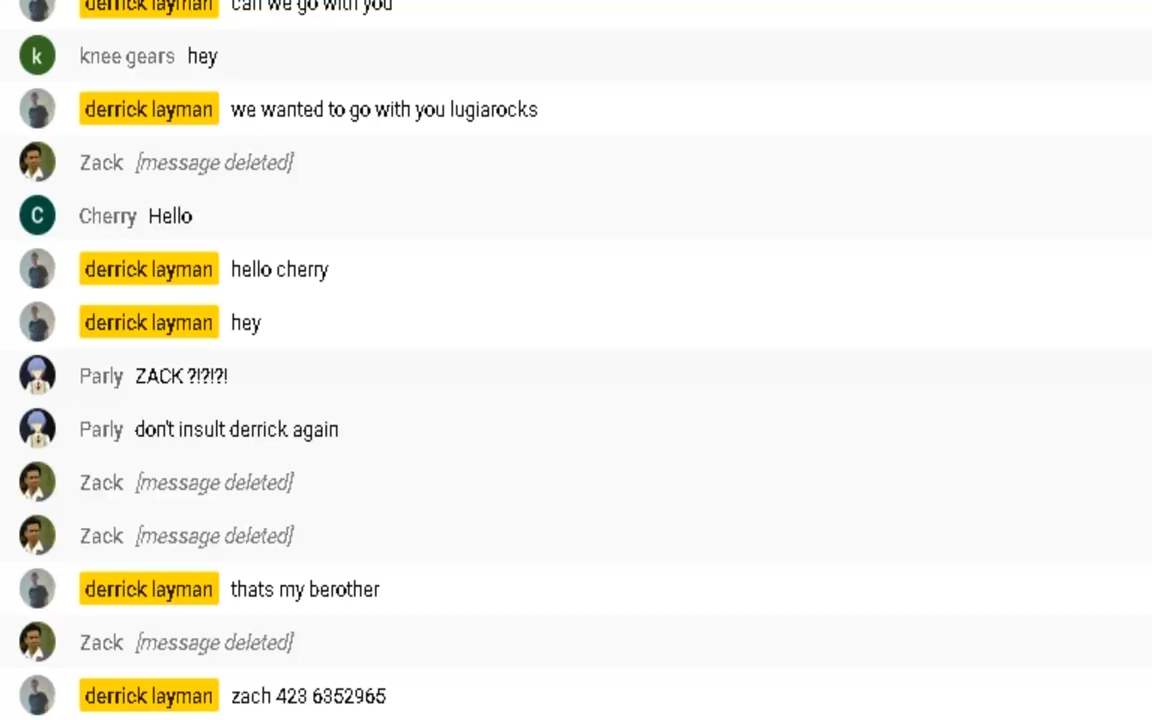 derrick layman can we go with you
k knee gears hey
derrick layman we wanted to go with you lugiarocks
Zack [message deleted]
C Cherry Hello
derrick layman hello cherry
derrick layman hey
Parly ZACK ?!?!?!
Parly don't insult derrick again
Zack [message deleted]
Zack [message deleted]
derrick layman thats my berother
Zack [message deleted]
derrick layman zach 423 6352965